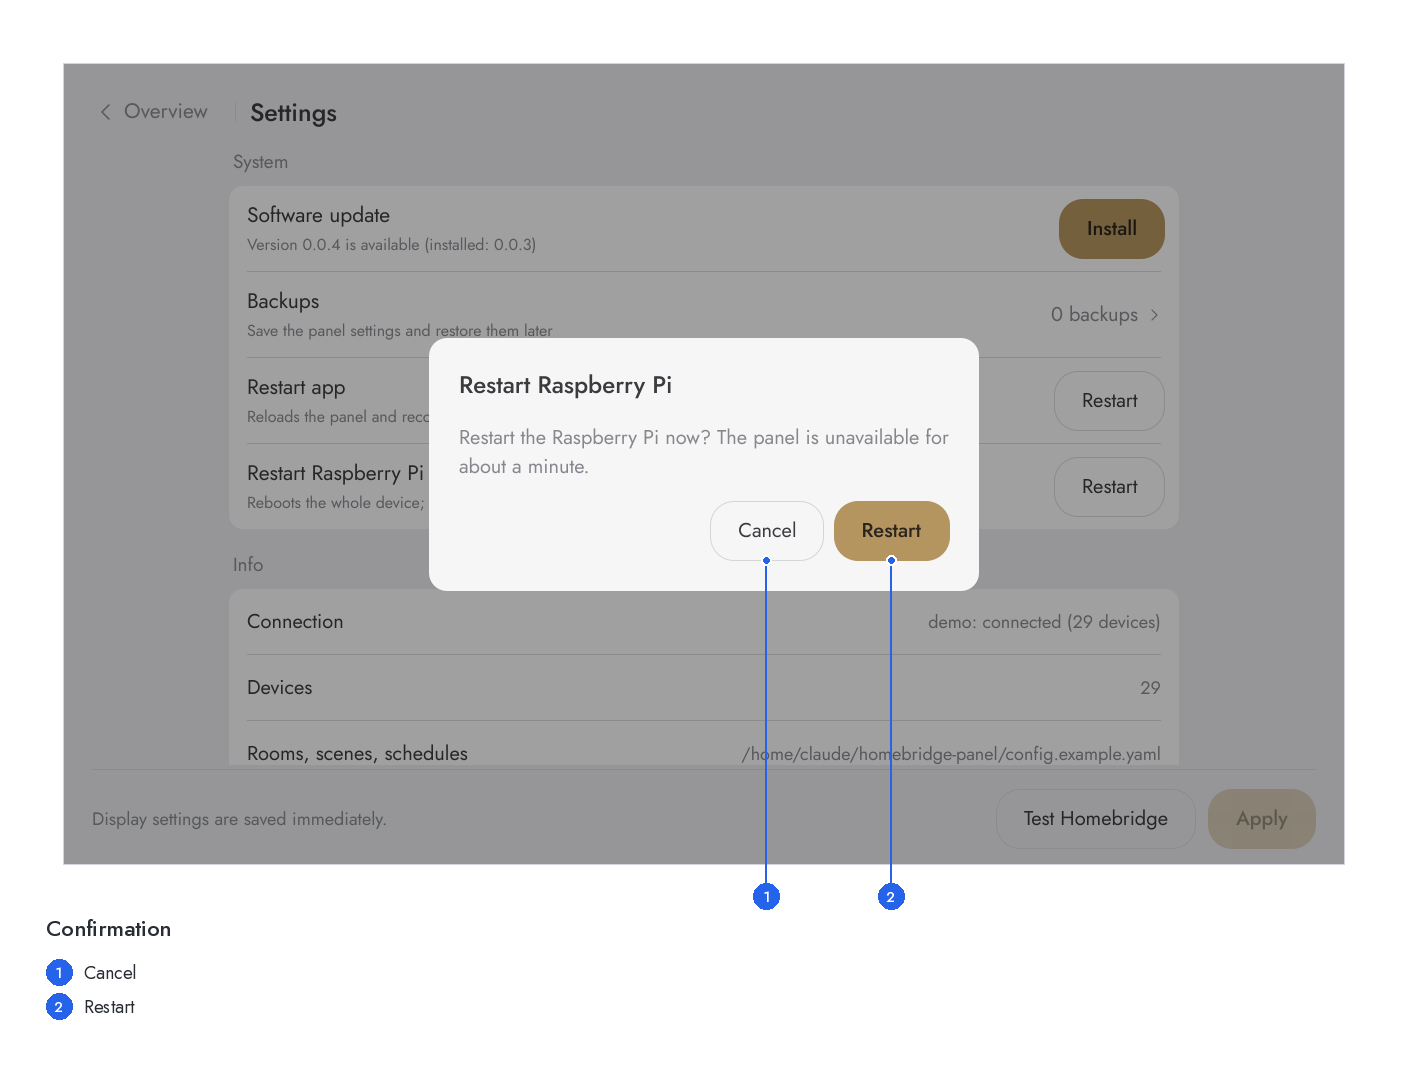 Overview
Settings
System
Software update
Version 0.0.4 is available (installed: 0.0.3)
Install
Backups
Save the panel settings and restore them later
0 backups
Restart app
Reloads the panel and reco
Restart
Restart Raspberry Pi
Reboots the whole device;
Restart
Restart Raspberry Pi
Restart the Raspberry Pi now? The panel is unavailable for
about a minute.
Cancel
Restart
Info
Connection
demo: connected (29 devices)
Devices
29
Rooms, scenes, schedules
/home/claude/homebridge-panel/config.example.yaml
Display settings are saved immediately.
Test Homebridge
Apply
1
2
Confirmation
1 Cancel
2 Restart